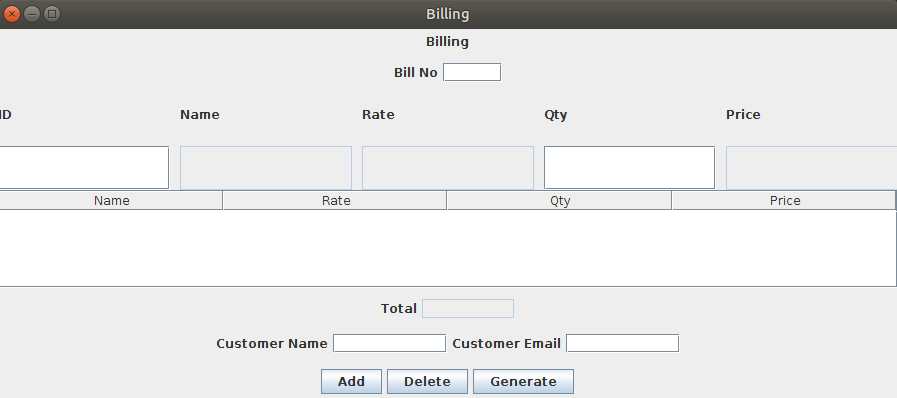 Billing
Billing
Bill No
ID Name Rate Qty Price
Name Rate Qty Price
Total
Customer Name Customer Email
Add Delete Generate